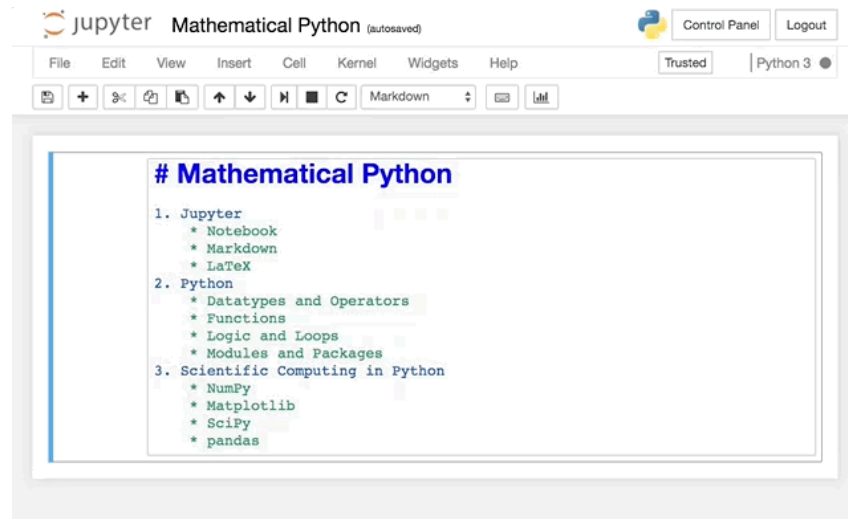 jupyter Mathematical Python (autosaved) Control Panel Logout
File Edit View Insert Cell Kernel Widgets Help Trusted Python 3
Markdown
# Mathematical Python
1. Jupyter
* Notebook
* Markdown
* LaTeX
2. Python
* Datatypes and Operators
* Functions
* Logic and Loops
* Modules and Packages
3. Scientific Computing in Python
* NumPy
* Matplotlib
* SciPy
* pandas